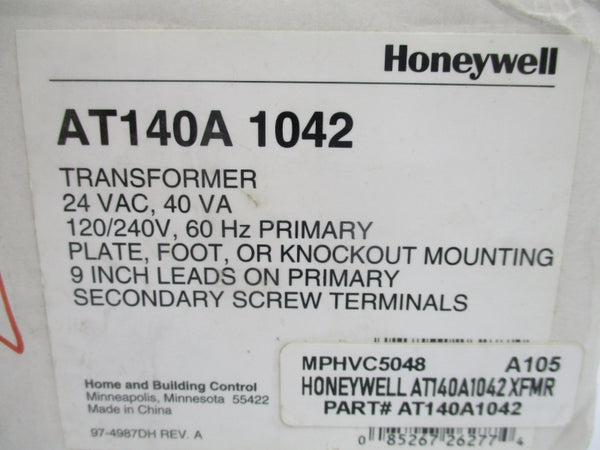 Honeywell
AT140A 1042
TRANSFORMER
24 VAC, 40 VA
120/240V, 60 Hz PRIMARY
PLATE, FOOT, OR KNOCKOUT MOUNTING
9 INCH LEADS ON PRIMARY
SECONDARY SCREW TERMINALS
Home and Building Control
Minneapolis, Minnesota 55422
Made in China
97-4987DH REV. A
MPHVC5048 A105
HONEYWELL AT140A1042 XFMR
PART# AT140A1042
0 85267 26277 4